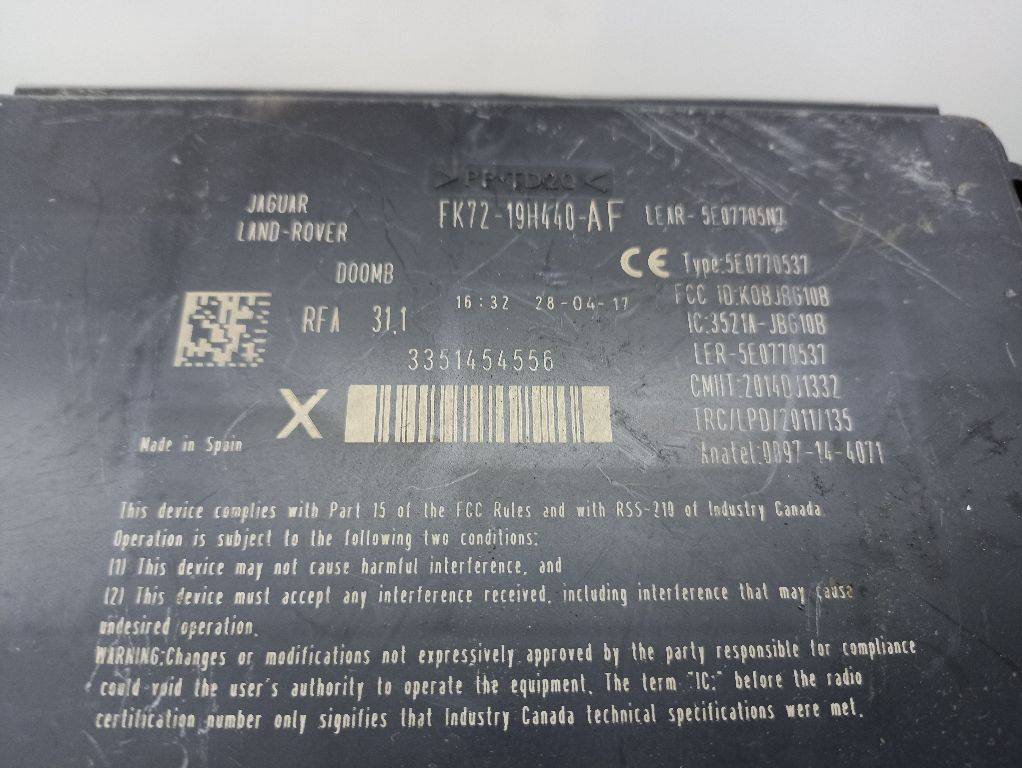 >PP-TD20<
JAGUAR
LAND-ROVER
FK72-19H440-AF
LEAR-5E07705N7
DOOMB
CE Type:5E0770537
16:32 28-04-17
FCC ID:KOBJBG10B
RFA 31.1
IC:3521A-JBG10B
3351454556
LER-5E0770537
X
CMIIT:2014DJ1332
TRC/LPD/2011/135
Made in Spain
Anatel:0097-14-4071
This device complies with Part 15 of the FCC Rules and with RSS-210 of Industry Canada.
Operation is subject to the following two conditions:
(1) This device may not cause harmful interference, and
(2) This device must accept any interference received, including interference that may cause
undesired operation.
WARNING:Changes or modifications not expressively approved by the party responsible for compliance
could void the user's authority to operate the equipment. The term "IC:" before the radio
certification number only signifies that Industry Canada technical specifications were met.